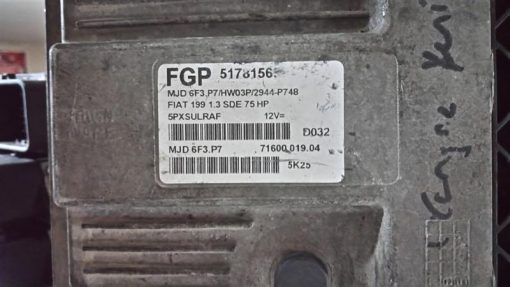 FGP 5178156
MJD 6F3.P7/HW03P/2944-P748
FIAT 199 1.3 SDE 75 HP
5PXSULRAF 12V=
D032
MJD 6F3.P7 71600.019.04
5K25